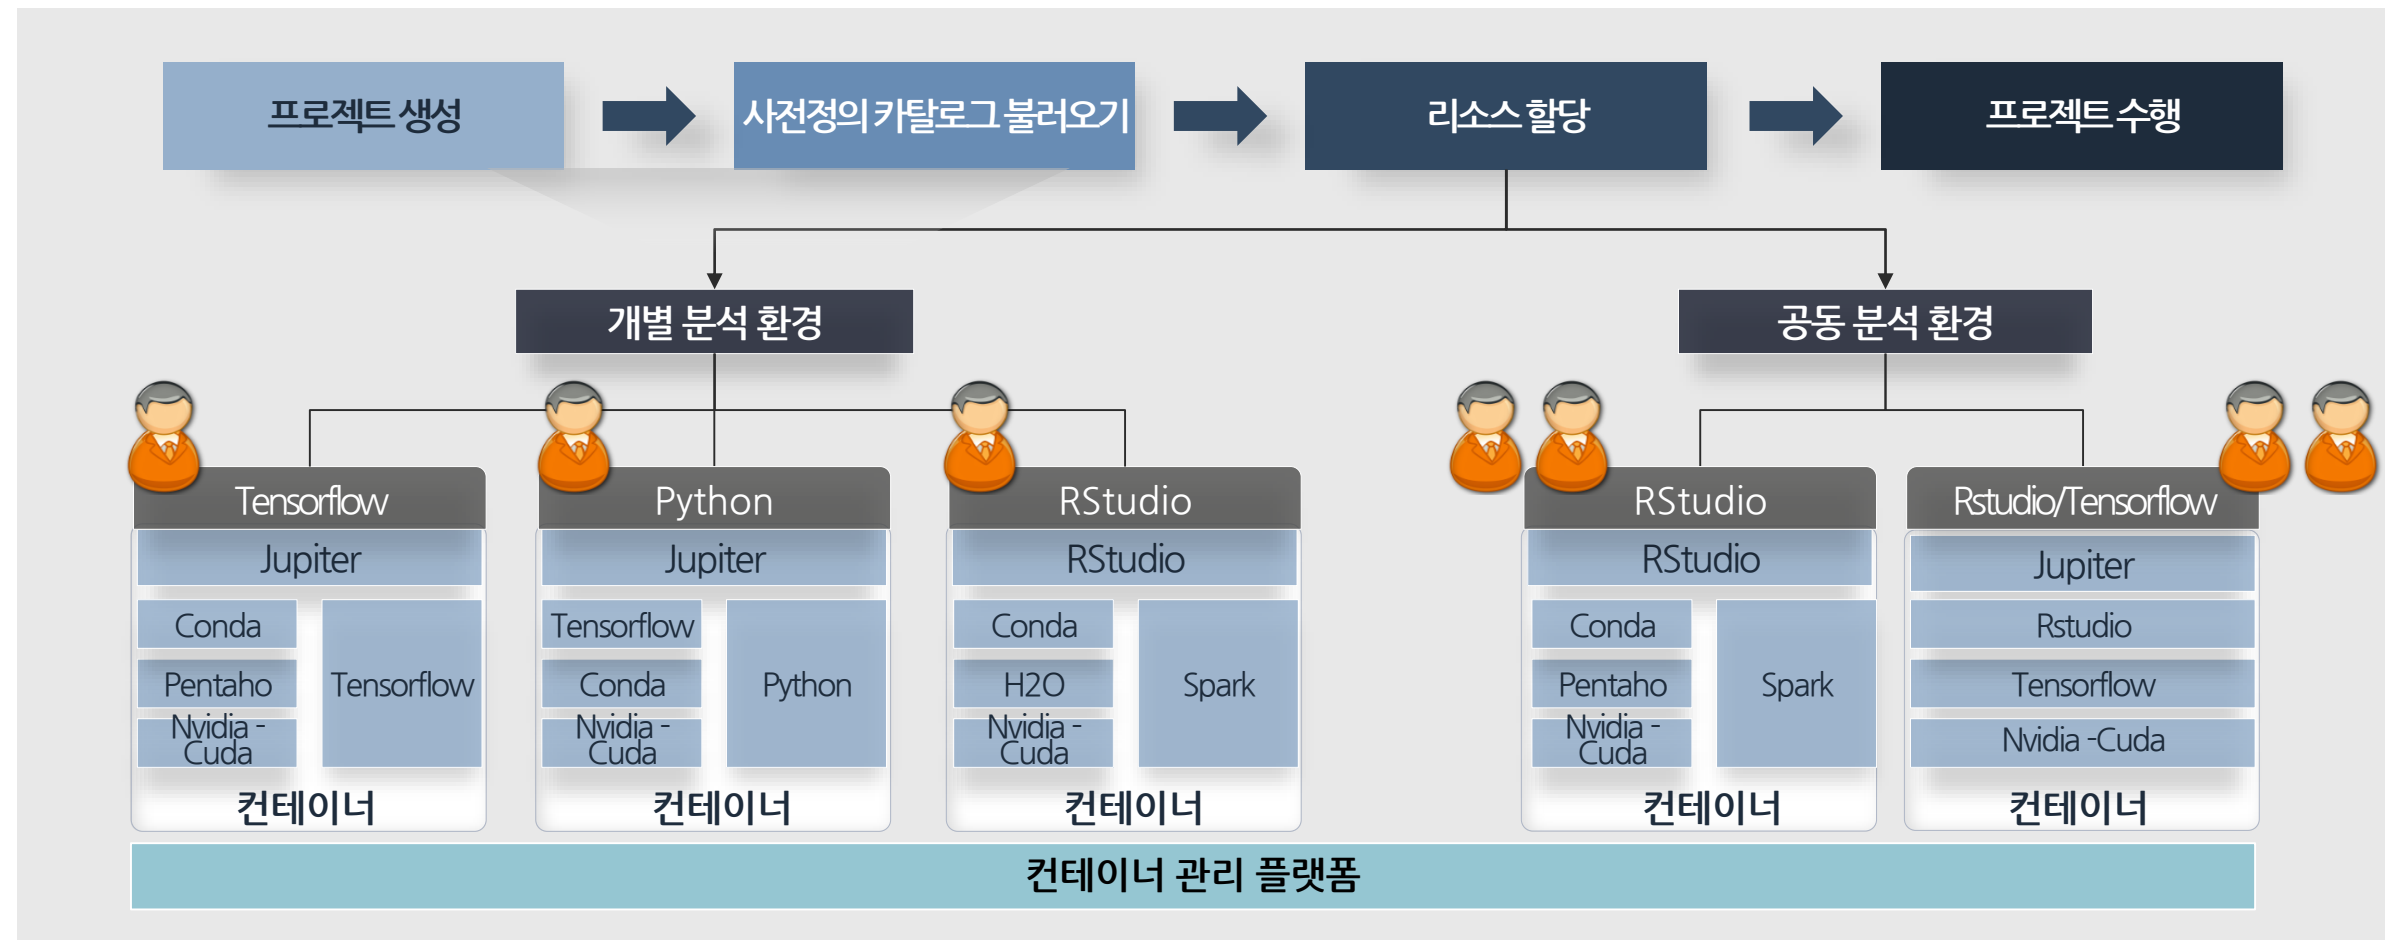 프로젝트 생성
사전정의 카탈로그 불러오기
리소스 할당
프로젝트 수행
개별 분석 환경
공동 분석 환경
Tensorflow
Jupiter
Conda
Pentaho
Nvidia -
Cuda
Tensorflow
컨테이너
Python
Jupiter
Tensorflow
Conda
Nvidia -
Cuda
Python
컨테이너
RStudio
RStudio
Conda
H2O
Nvidia -
Cuda
Spark
컨테이너
RStudio
RStudio
Conda
Pentaho
Nvidia -
Cuda
Spark
컨테이너
Rstudio/Tensorflow
Jupiter
Rstudio
Tensorflow
Nvidia -Cuda
컨테이너
컨테이너 관리 플랫폼